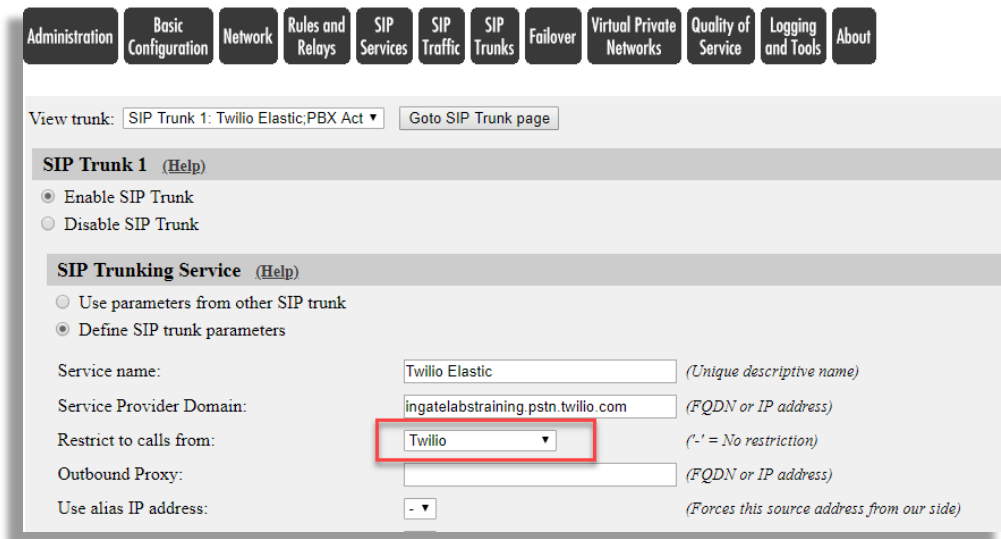 Administration Basic Configuration Network Rules and Relays SIP Services SIP Traffic SIP Trunks Failover Virtual Private Networks Quality of Service Logging and Tools About
View trunk: SIP Trunk 1: Twilio Elastic;PBX Act Goto SIP Trunk page
SIP Trunk 1 (Help)
Enable SIP Trunk
Disable SIP Trunk
SIP Trunking Service (Help)
Use parameters from other SIP trunk
Define SIP trunk parameters
Service name: Twilio Elastic (Unique descriptive name)
Service Provider Domain: ingatelabstraining.pstn.twilio.com (FQDN or IP address)
Restrict to calls from: Twilio ('-' = No restriction)
Outbound Proxy: (FQDN or IP address)
Use alias IP address: - (Forces this source address from our side)